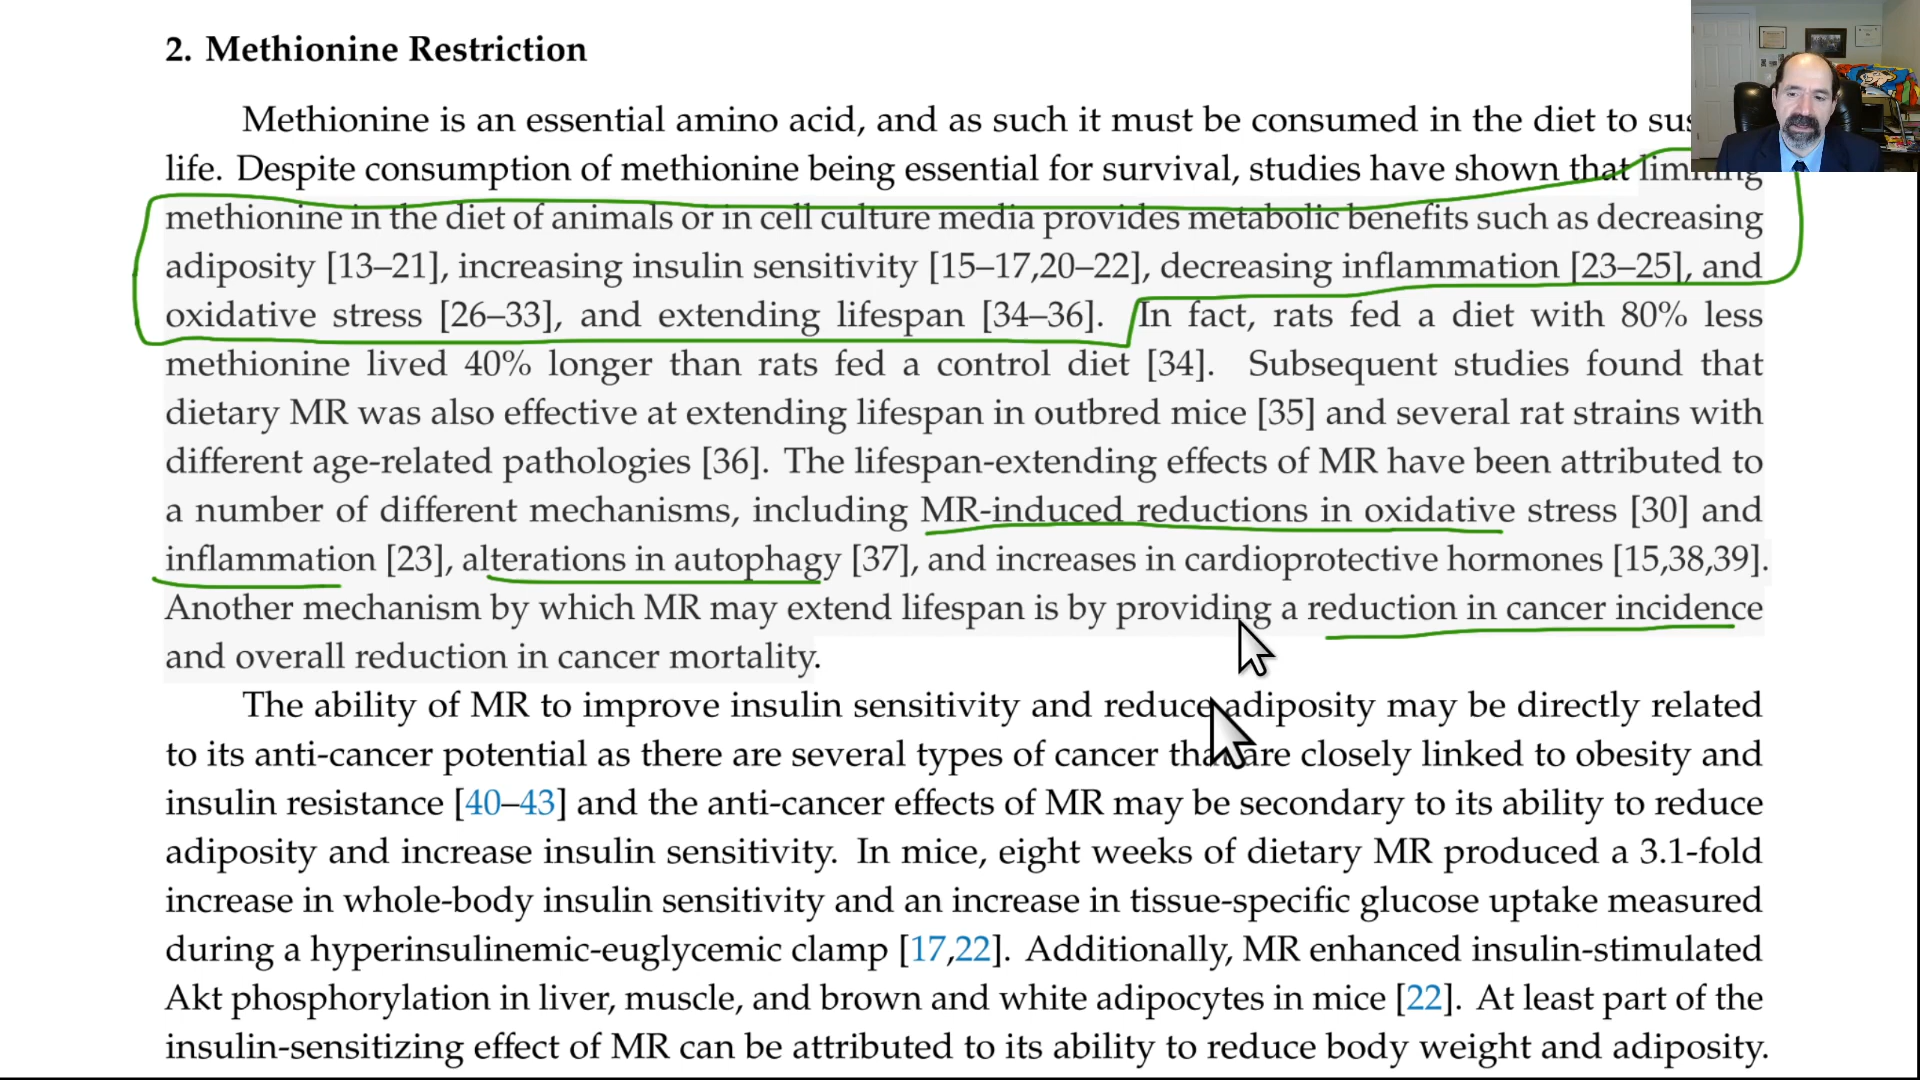 2. Methionine Restriction
Methionine is an essential amino acid, and as such it must be consumed in the diet to
life. Despite consumption of methionine being essential for survival, studies have shown that limiting
methionine in the diet of animals or in cell culture media provides metabolic benefits such as decreasing
adiposity [13–21], increasing insulin sensitivity [15–17,20–22], decreasing inflammation [23–25], and
oxidative stress [26–33], and extending lifespan [34–36]. In fact, rats fed a diet with 80% less
methionine lived 40% longer than rats fed a control diet [34]. Subsequent studies found that
dietary MR was also effective at extending lifespan in outbred mice [35] and several rat strains with
different age-related pathologies [36]. The lifespan-extending effects of MR have been attributed to
a number of different mechanisms, including MR-induced reductions in oxidative stress [30] and
inflammation [23], alterations in autophagy [37], and increases in cardioprotective hormones [15,38,39].
Another mechanism by which MR may extend lifespan is by providing a reduction in cancer incidence
and overall reduction in cancer mortality.
The ability of MR to improve insulin sensitivity and reduce adiposity may be directly related
to its anti-cancer potential as there are several types of cancer that are closely linked to obesity and
insulin resistance [40–43] and the anti-cancer effects of MR may be secondary to its ability to reduce
adiposity and increase insulin sensitivity. In mice, eight weeks of dietary MR produced a 3.1-fold
increase in whole-body insulin sensitivity and an increase in tissue-specific glucose uptake measured
during a hyperinsulinemic-euglycemic clamp [17,22]. Additionally, MR enhanced insulin-stimulated
Akt phosphorylation in liver, muscle, and brown and white adipocytes in mice [22]. At least part of the
insulin-sensitizing effect of MR can be attributed to its ability to reduce body weight and adiposity.